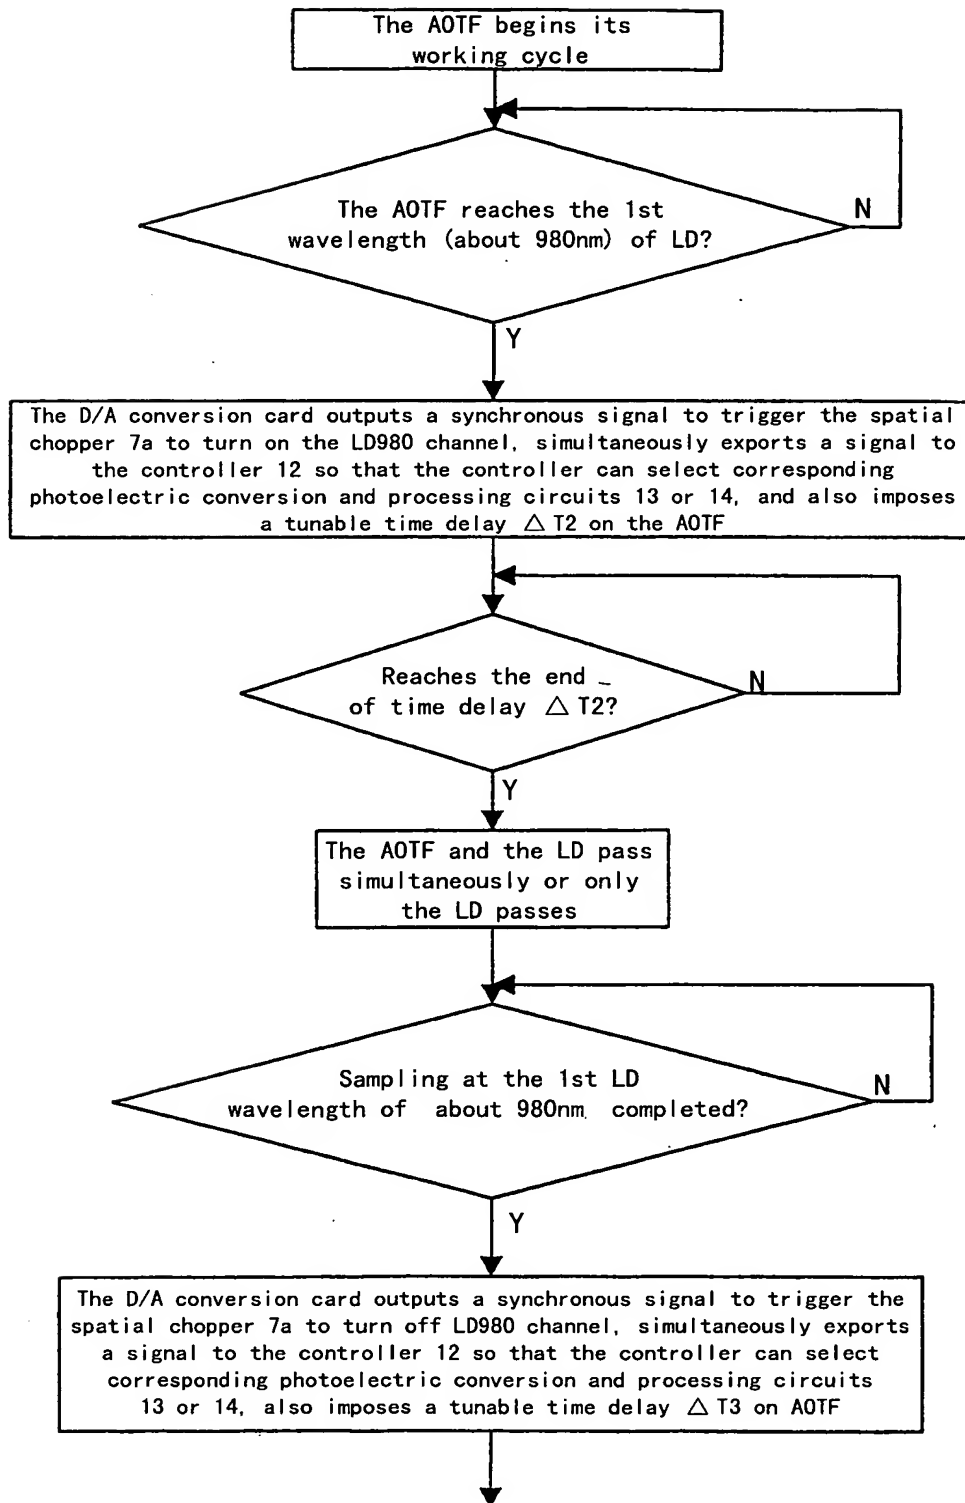 The AOTF begins its
working cycle
The AOTF reaches the 1st
wavelength (about 980nm) of LD?
N
Y
The D/A conversion card outputs a synchronous signal to trigger the spatial
chopper 7a to turn on the LD980 channel, simultaneously exports a signal to
the controller 12 so that the controller can select corresponding
photoelectric conversion and processing circuits 13 or 14, and also imposes
a tunable time delay △ T2 on the AOTF
Reaches the end
of time delay △ T2?
N
Y
The AOTF and the LD pass
simultaneously or only
the LD passes
Sampling at the 1st LD
wavelength of about 980nm completed?
N
Y
The D/A conversion card outputs a synchronous signal to trigger the
spatial chopper 7a to turn off LD980 channel, simultaneously exports
a signal to the controller 12 so that the controller can select
corresponding photoelectric conversion and processing circuits
13 or 14, also imposes a tunable time delay △ T3 on AOTF